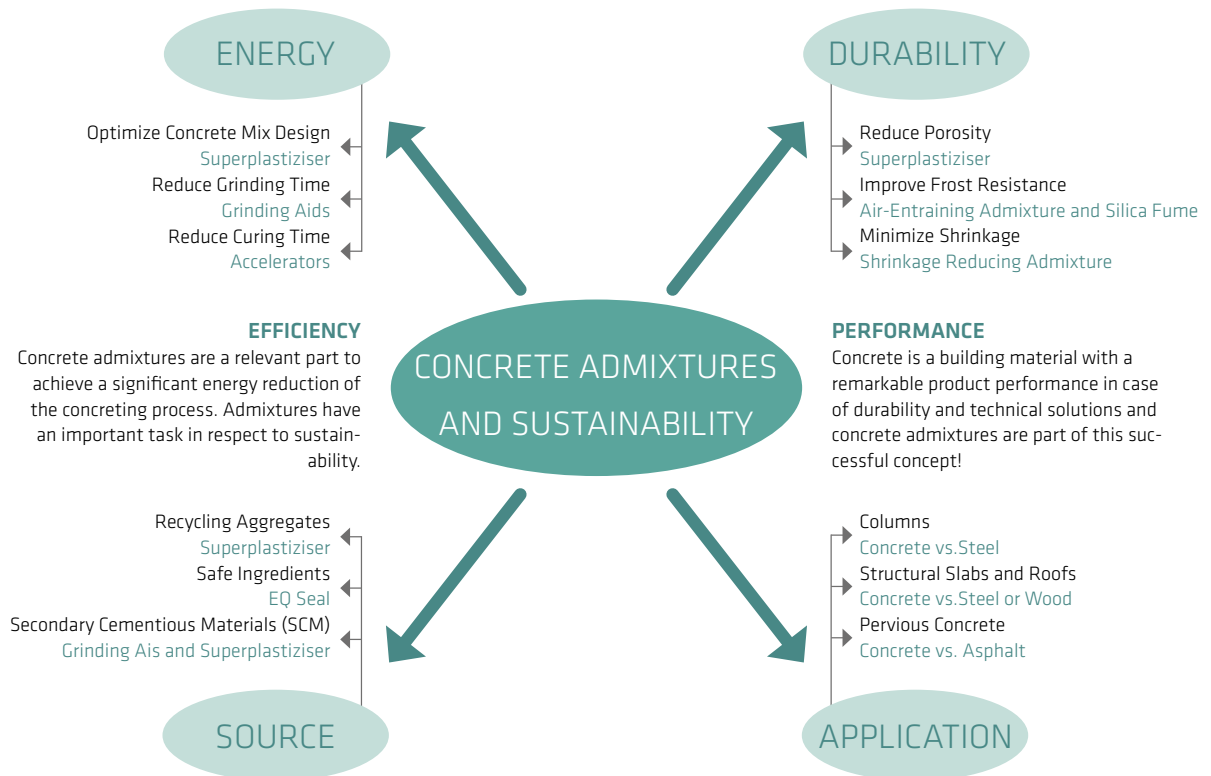 ENERGY
Optimize Concrete Mix Design
Superplastiziser
Reduce Grinding Time
Grinding Aids
Reduce Curing Time
Accelerators
DURABILITY
Reduce Porosity
Superplastiziser
Improve Frost Resistance
Air-Entraining Admixture and Silica Fume
Minimize Shrinkage
Shrinkage Reducing Admixture
EFFICIENCY
Concrete admixtures are a relevant part to
achieve a significant energy reduction of
the concreting process. Admixtures have
an important task in respect to sustain-
ability.
CONCRETE ADMIXTURES
AND SUSTAINABILITY
PERFORMANCE
Concrete is a building material with a
remarkable product performance in case
of durability and technical solutions and
concrete admixtures are part of this suc-
cessful concept!
Recycling Aggregates
Superplastiziser
Safe Ingredients
EQ Seal
Secondary Cementious Materials (SCM)
Grinding Ais and Superplastiziser
SOURCE
Columns
Concrete vs.Steel
Structural Slabs and Roofs
Concrete vs.Steel or Wood
Pervious Concrete
Concrete vs. Asphalt
APPLICATION